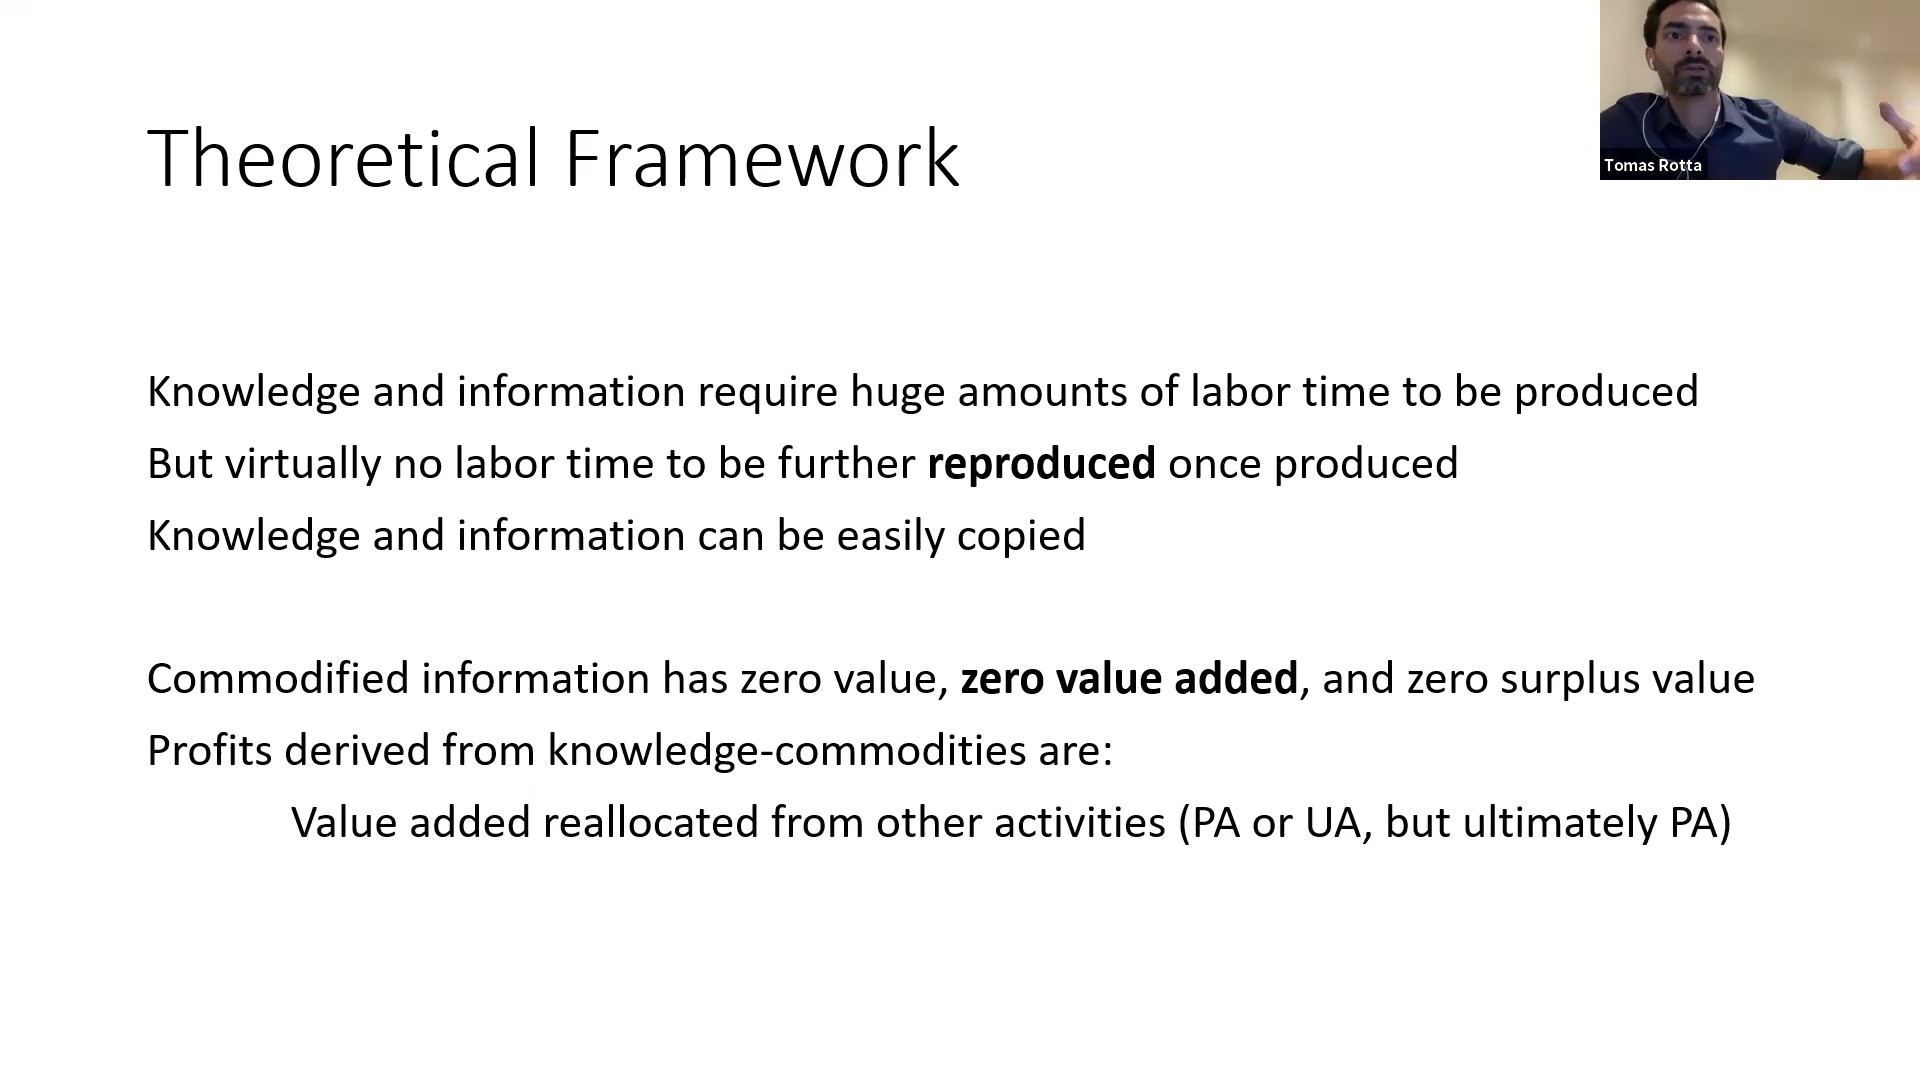 Theoretical Framework
Tomas Rotta
Knowledge and information require huge amounts of labor time to be produced
But virtually no labor time to be further reproduced once produced
Knowledge and information can be easily copied
Commodified information has zero value, zero value added, and zero surplus value
Profits derived from knowledge-commodities are:
Value added reallocated from other activities (PA or UA, but ultimately PA)